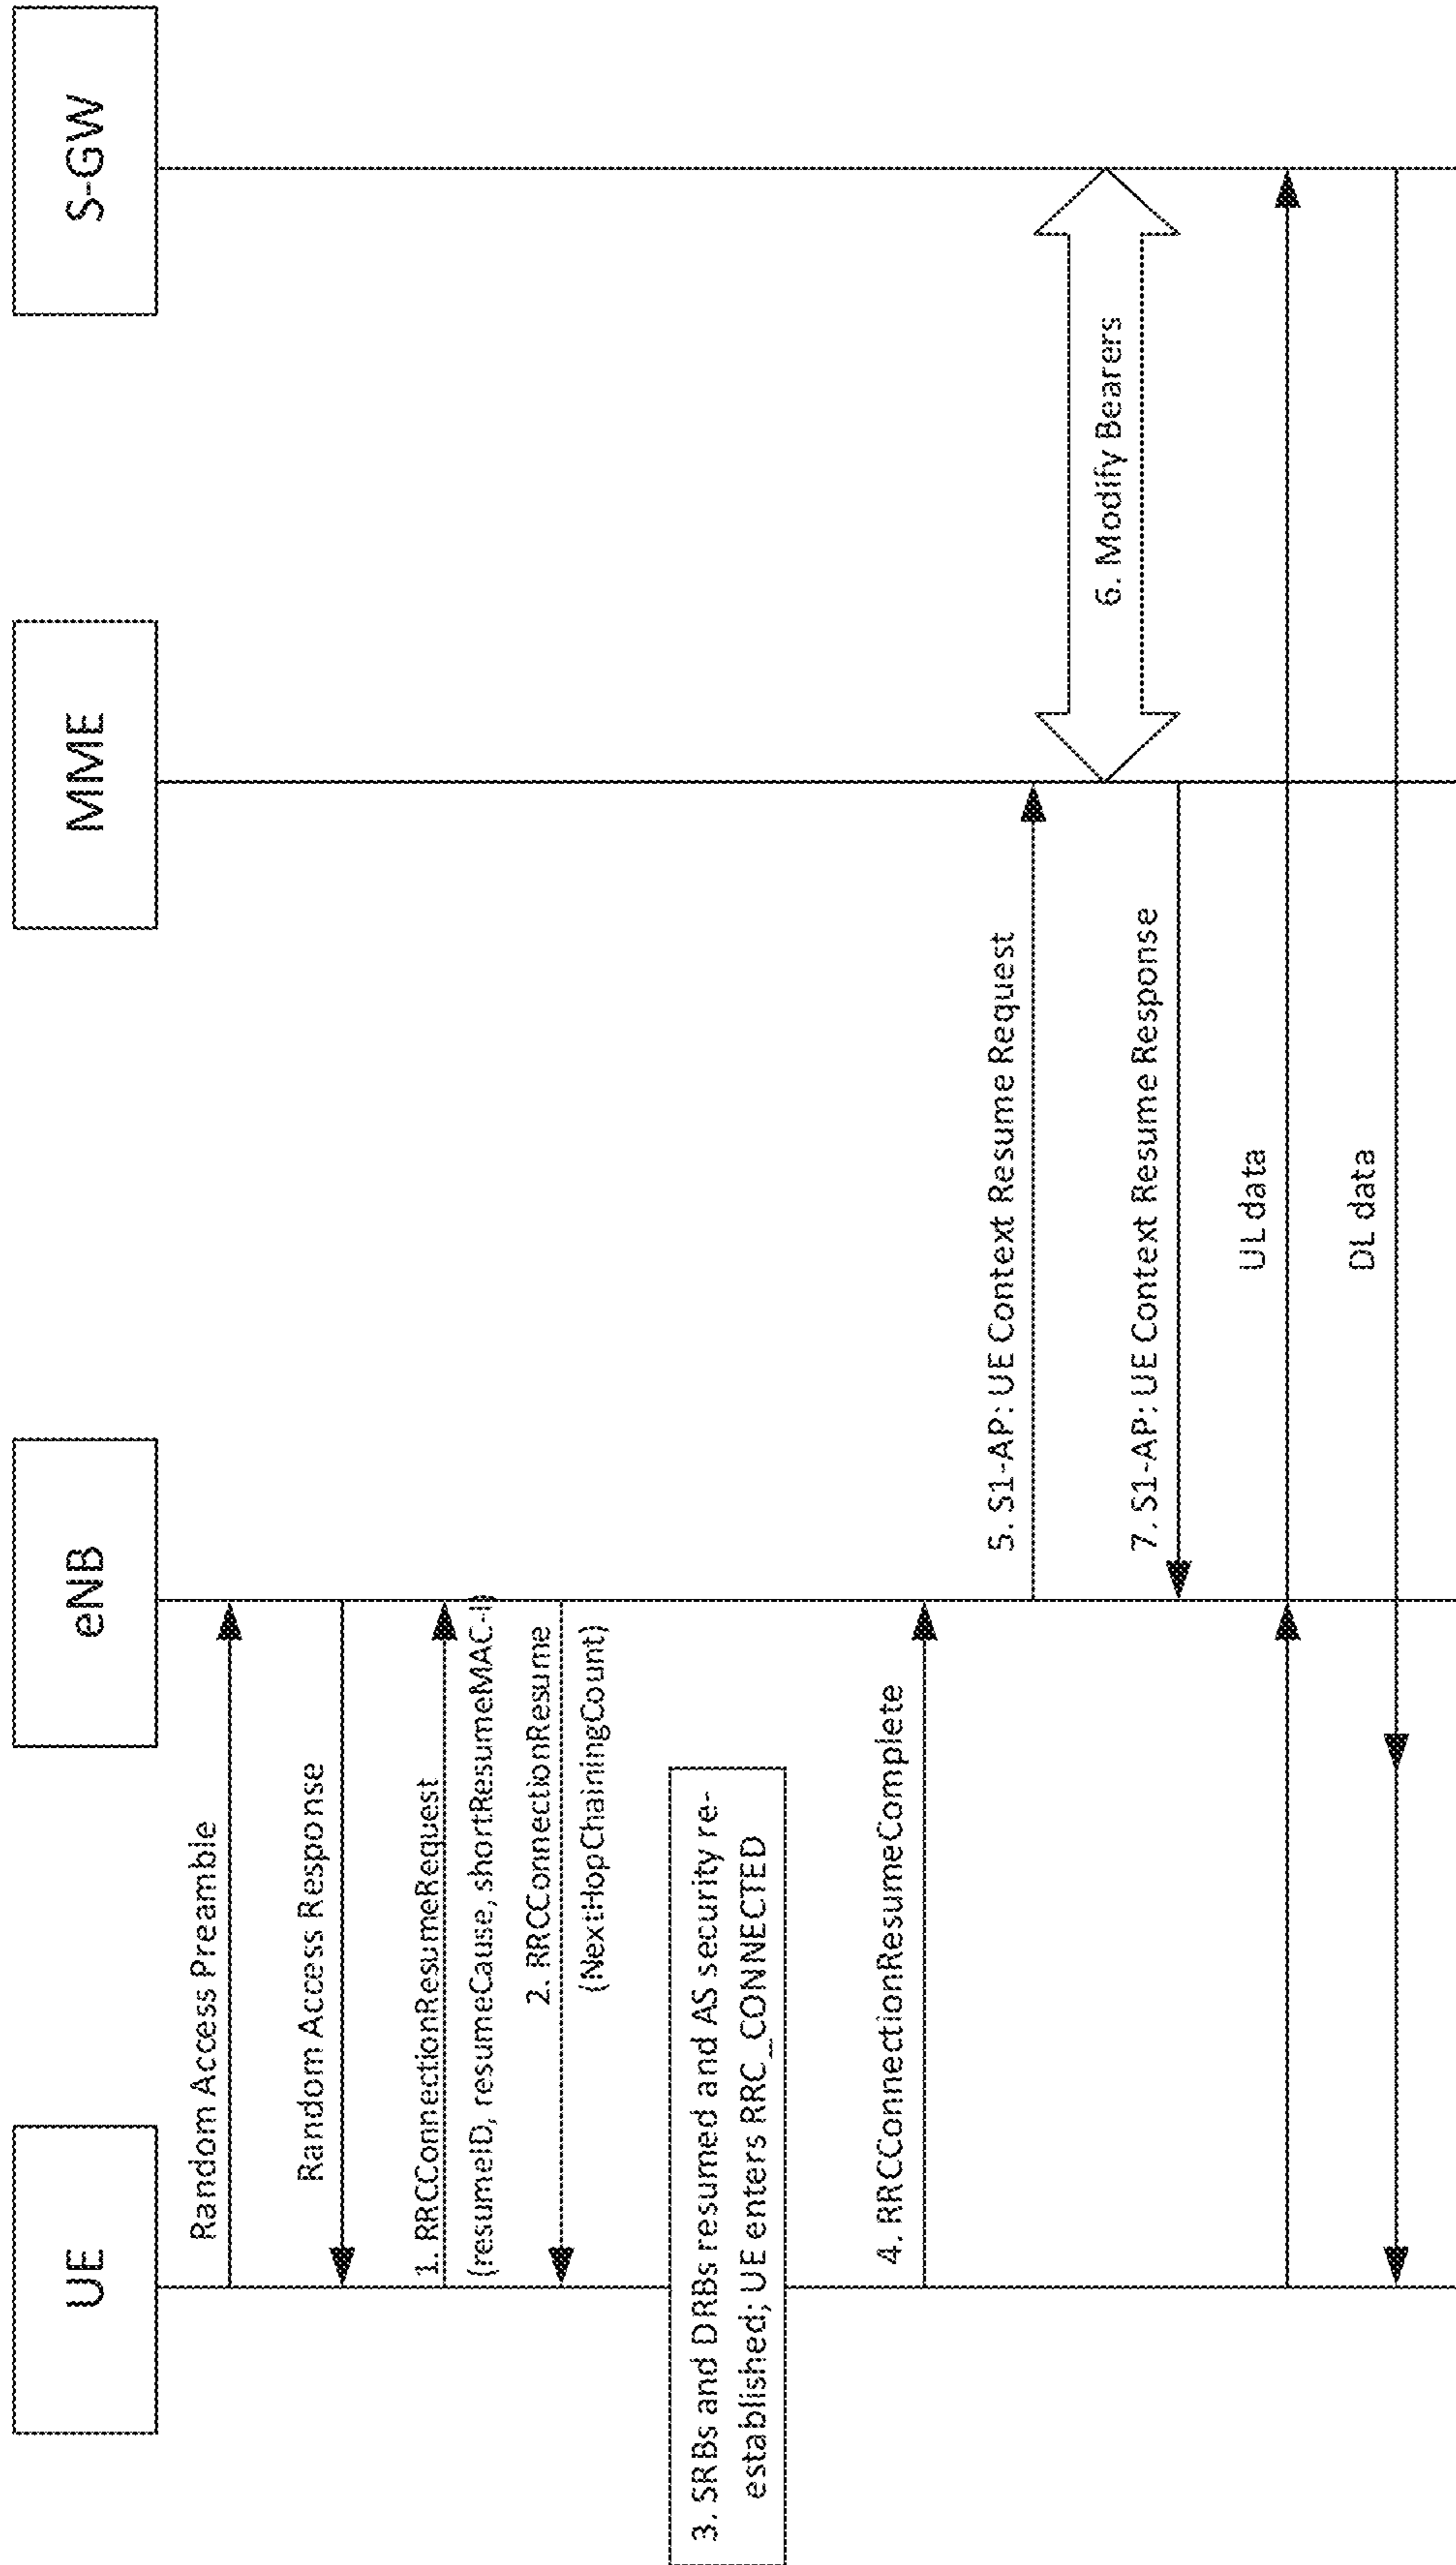 UE
eNB
MME
S-GW
Random Access Preamble
Random Access Response
1. RRCConnectionResumeRequest
(resumeID, resumeCause, shortResumeMAC-I)
2. RRCConnectionResume
(NextHopChainingCount)
3. SRBs and DRBs resumed and AS security re-
established; UE enters RRC_CONNECTED
4. RRCConnectionResumeComplete
5. S1-AP: UE Context Resume Request
6. Modify Bearers
7. S1-AP: UE Context Resume Response
UL data
DL data